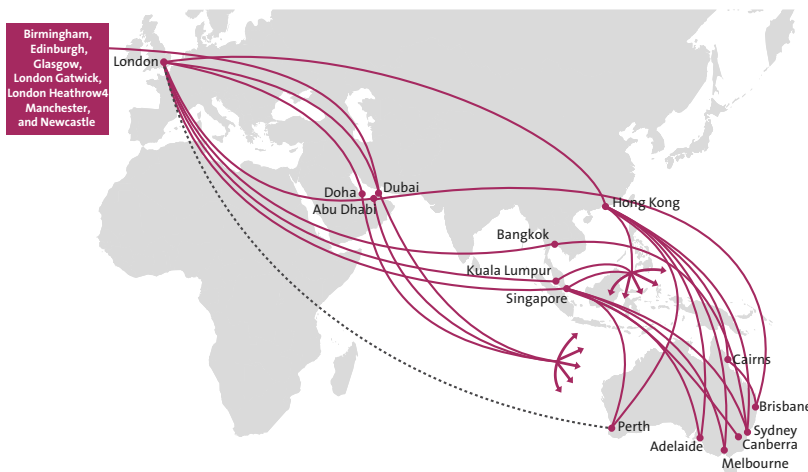 Birmingham,
Edinburgh,
Glasgow,
London Gatwick,
London Heathrow4
Manchester,
and Newcastle
London
Doha
Dubai
Abu Dhabi
Hong Kong
Bangkok
Kuala Lumpur
Singapore
Cairns
Brisbane
Perth
Sydney
Canberra
Adelaide
Melbourne